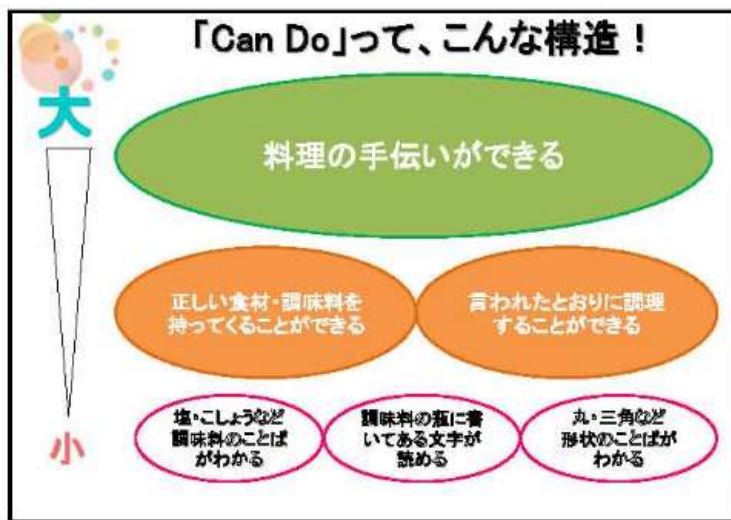 「Can Do」って、こんな構造！
大
料理の手伝いができる
正しい食材・調味料を
持ってくることができる
言われたとおりに調理
することができる
塩・こしょうなど
調味料のことば
がわかる
調味料の瓶に書
いてある文字が
読める
丸・三角など
形状のことばが
わかる
小